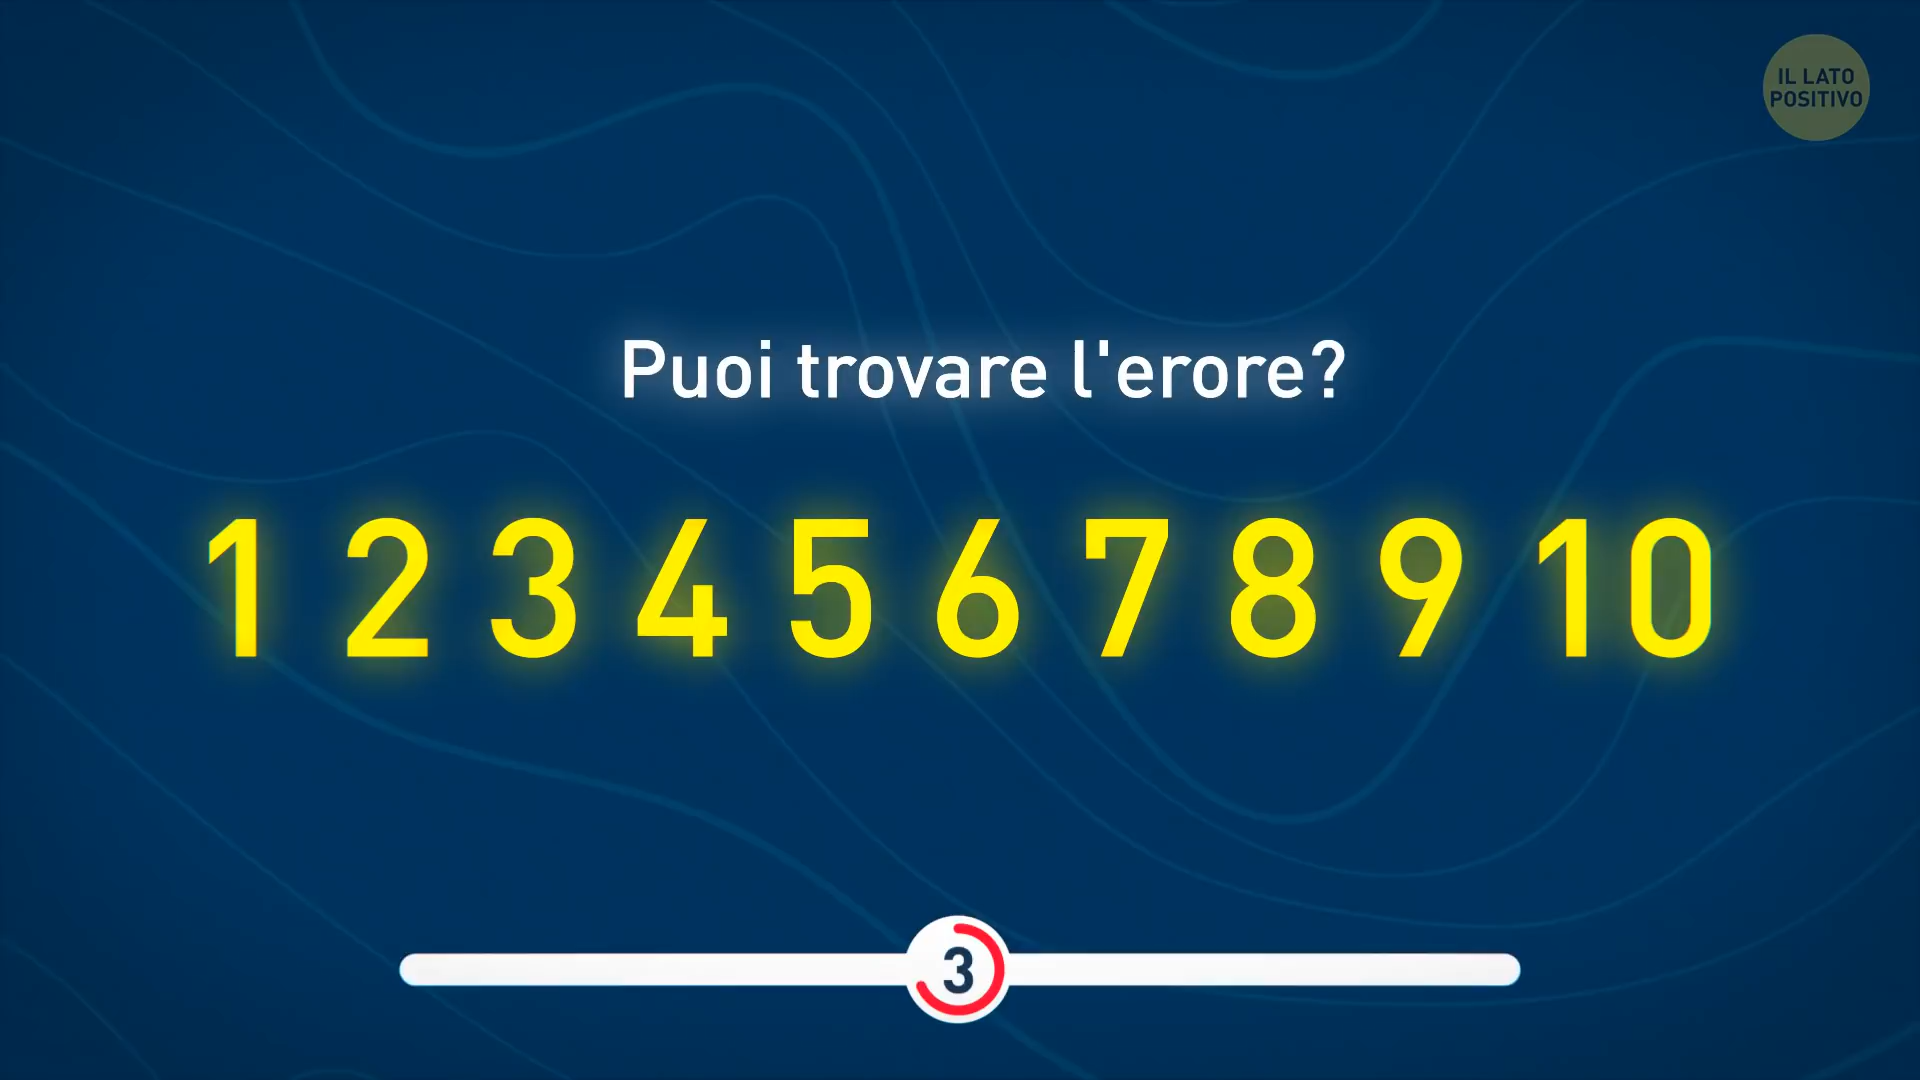 IL LATO
POSITIVO
Puoi trovare l'erore?
1 2 3 4 5 6 7 8 9 10
3